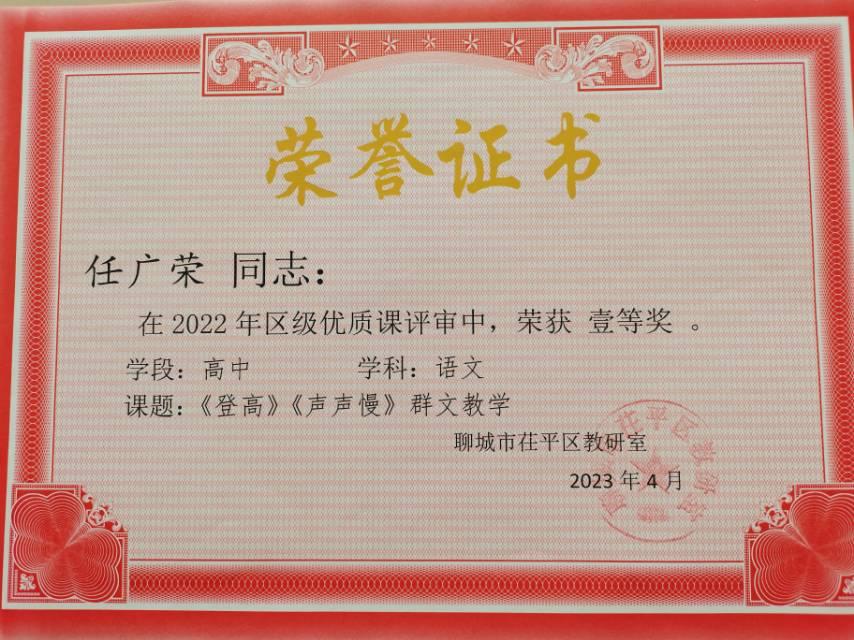 荣誉证书
任广荣 同志：
在 2022 年区级优质课评审中，荣获 壹等奖 。
学段：高中 学科：语文
课题：《登高》《声声慢》群文教学
聊城市茌平区教研室
2023 年 4 月